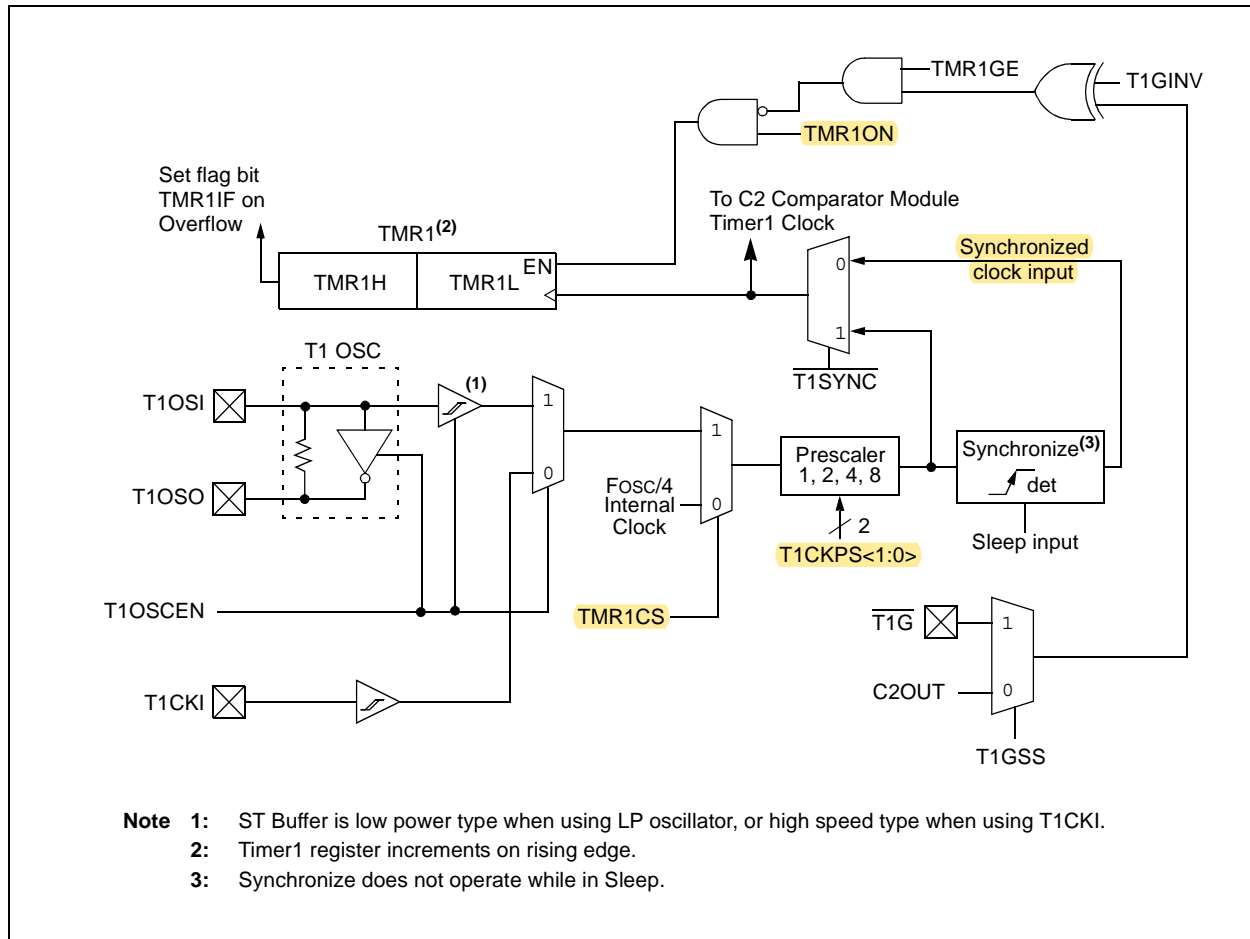 TMR1GE
T1GINV
TMR1ON
Set flag bit
TMR1IF on
Overflow
To C2 Comparator Module
Timer1 Clock
TMR1(2)
EN
TMR1H
TMR1L
0
Synchronized
clock input
1
T1SYNC
T1 OSC
(1)
T1OSI
1
1
Prescaler
1, 2, 4, 8
Synchronize(3)
det
T1OSO
0
FOSC/4
Internal
Clock
0
2
Sleep input
T1CKPS<1:0>
T1OSCEN
TMR1CS
T1G
1
T1CKI
C2OUT
0
T1GSS
Note 1: ST Buffer is low power type when using LP oscillator, or high speed type when using T1CKI.
2: Timer1 register increments on rising edge.
3: Synchronize does not operate while in Sleep.